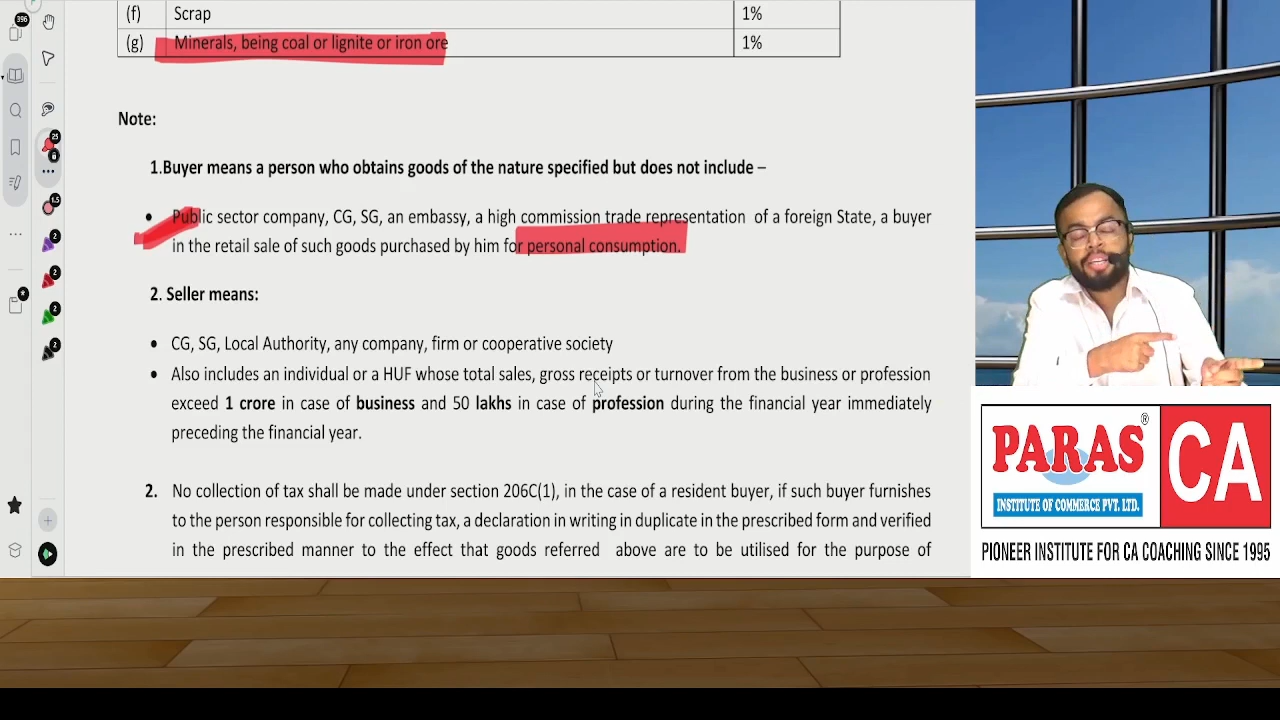 (f) Scrap 1%
(g) Minerals, being coal or lignite or iron ore 1%
Note:
1.Buyer means a person who obtains goods of the nature specified but does not include –
• Public sector company, CG, SG, an embassy, a high commission trade representation of a foreign State, a buyer
in the retail sale of such goods purchased by him for personal consumption.
2. Seller means:
• CG, SG, Local Authority, any company, firm or cooperative society
• Also includes an individual or a HUF whose total sales, gross receipts or turnover from the business or profession
exceed 1 crore in case of business and 50 lakhs in case of profession during the financial year immediately
preceding the financial year.
2. No collection of tax shall be made under section 206C(1), in the case of a resident buyer, if such buyer furnishes
to the person responsible for collecting tax, a declaration in writing in duplicate in the prescribed form and verified
in the prescribed manner to the effect that goods referred above are to be utilised for the purpose of
396
25
1.5
2
2
2
2
PARAS®
INSTITUTE OF COMMERCE PVT. LTD.
CA
PIONEER INSTITUTE FOR CA COACHING SINCE 1995